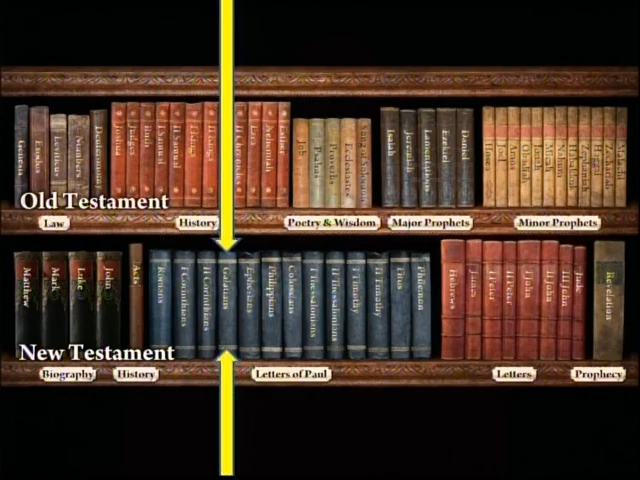 Genesis
Exodus
Leviticus
Numbers
Deuteronomy
Joshua
Judges
Ruth
I Samuel
II Samuel
I Kings
II Kings
II Chronicles
Ezra
Nehemiah
Esther
Job
Psalms
Proverbs
Ecclesiastes
Song of Solomon
Isaiah
Jeremiah
Lamentations
Ezekiel
Daniel
Hosea
Joel
Amos
Obadiah
Jonah
Micah
Nahum
Habakkuk
Zephaniah
Haggai
Zechariah
Malachi
Old Testament
Law
History
Poetry & Wisdom
Major Prophets
Minor Prophets
Matthew
Mark
Luke
John
Acts
Romans
I Corinthians
II Corinthians
Galatians
Ephesians
Philippians
Colossians
I Thessalonians
II Thessalonians
I Timothy
II Timothy
Titus
Philemon
Hebrews
James
I Peter
II Peter
I John
II John
III John
Jude
Revelation
New Testament
Biography
History
Letters of Paul
Letters
Prophecy